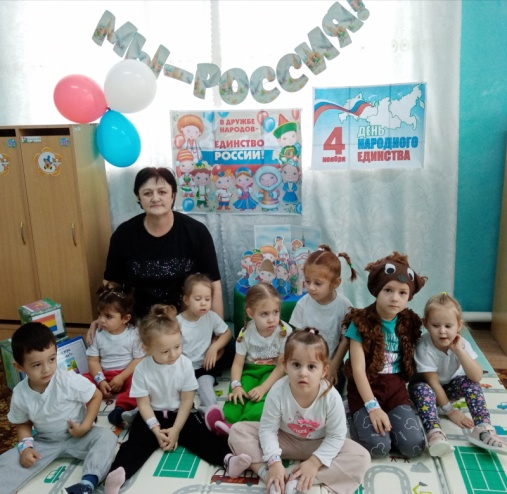 МЫ-РОССИЯ!
В ДРУЖБЕ
НАРОДОВ-
ЕДИНСТВО
РОССИИ!
4
ноября
ДЕНЬ
НАРОДНОГО
ЕДИНСТВА